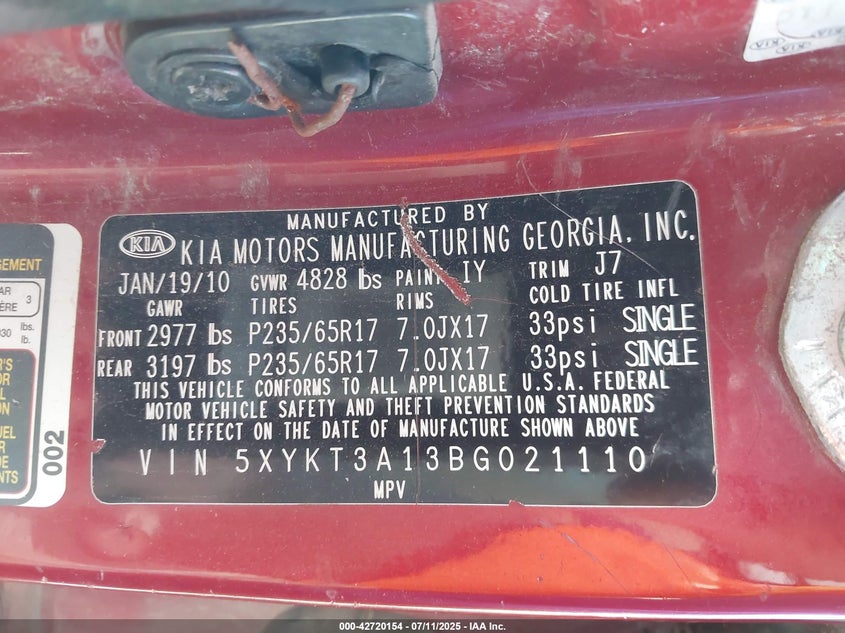 KIA
MANUFACTURED BY
KIA KIA MOTORS MANUFACTURING GEORGIA, INC.
JAN/19/10 GVWR 4828 lbs PAINT IY TRIM J7
GAWR TIRES RIMS COLD TIRE INFL
FRONT 2977 lbs P235/65R17 7.0JX17 33psi SINGLE
REAR 3197 lbs P235/65R17 7.0JX17 33psi SINGLE
THIS VEHICLE CONFORMS TO ALL APPLICABLE U.S.A. FEDERAL
MOTOR VEHICLE SAFETY AND THEFT PREVENTION STANDARDS
IN EFFECT ON THE DATE OF MANUFACTURE SHOWN ABOVE
VIN 5XYKT3A13BG021110
MPV
3
lbs.
lb.
002
000-42720154 - 07/11/2025 - IAA Inc.